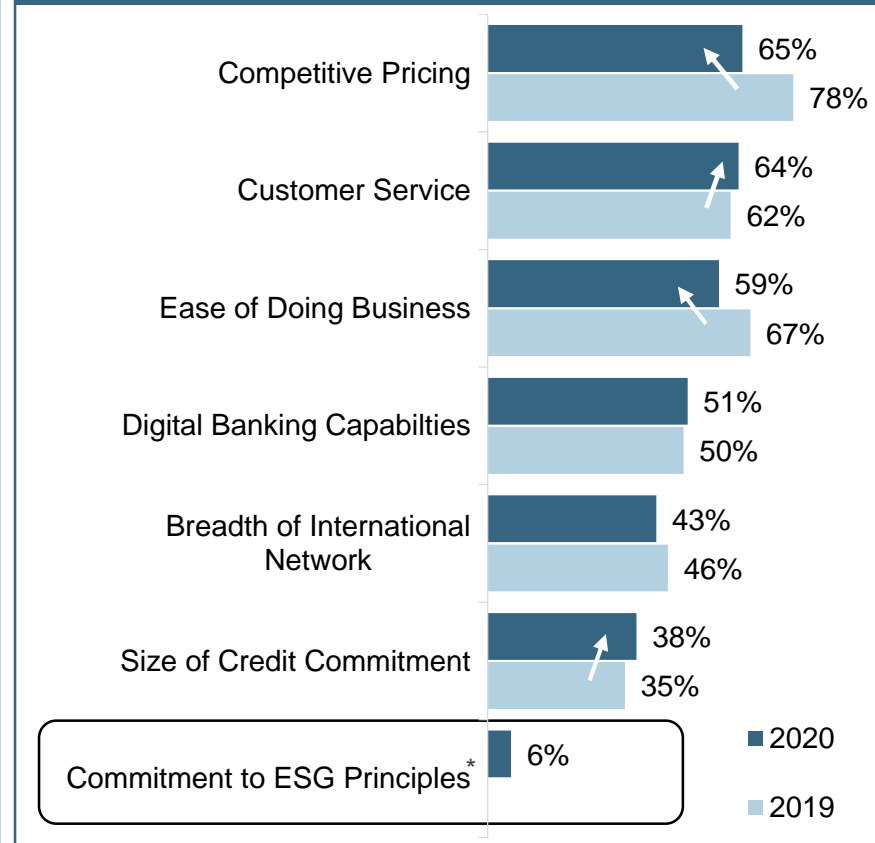 Competitive Pricing
65%
78%
Customer Service
64%
62%
Ease of Doing Business
59%
67%
Digital Banking Capabilties
51%
50%
Breadth of International
Network
43%
46%
Size of Credit Commitment
38%
35%
Commitment to ESG Principles*
6%
2020
2019